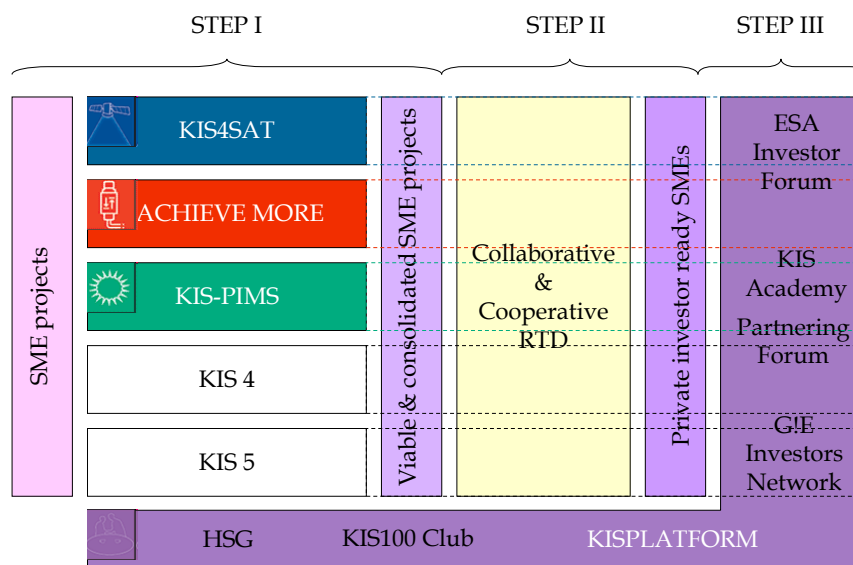 STEP I
STEP II
STEP III
SME projects
KIS4SAT
ACHIEVE MORE
KIS-PIMS
KIS 4
KIS 5
Viable & consolidated SME projects
Collaborative
&
Cooperative
RTD
Private investor ready SMEs
ESA
Investor
Forum
KIS
Academy
Partnering
Forum
G!E
Investors
Network
HSG
KIS100 Club
KISPLATFORM